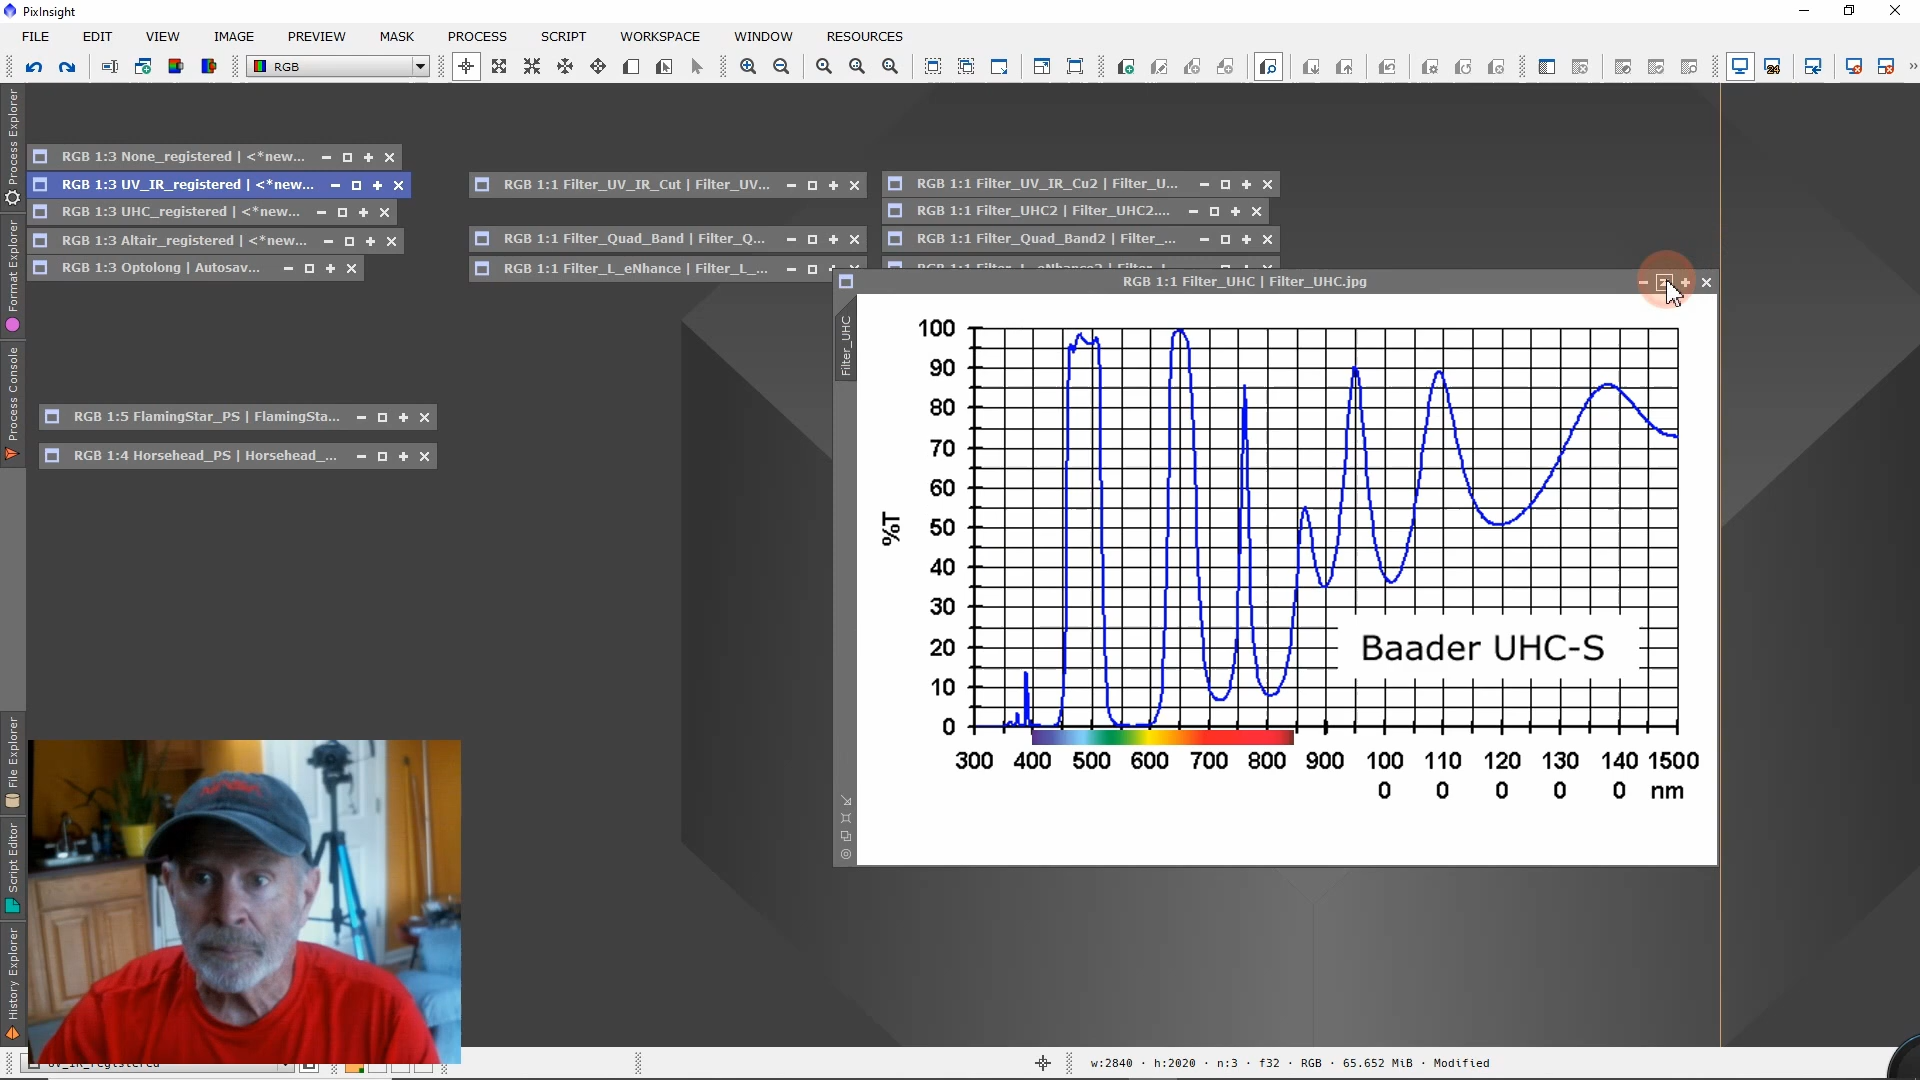 PixInsight
FILE EDIT VIEW IMAGE PREVIEW MASK PROCESS SCRIPT WORKSPACE WINDOW RESOURCES
RGB
Process Explorer
Format Explorer
Process Console
File Explorer
Script Editor
History Explorer
RGB 1:3 None_registered | <*new...
RGB 1:3 UV_IR_registered | <*new...
RGB 1:3 UHC_registered | <*new...
RGB 1:3 Altair_registered | <*new...
RGB 1:3 Optolong | Autosav...
RGB 1:1 Filter_UV_IR_Cut | Filter_UV...
RGB 1:1 Filter_Quad_Band | Filter_Q...
RGB 1:1 Filter_L_eNhance | Filter_L_...
RGB 1:1 Filter_UV_IR_Cu2 | Filter_U...
RGB 1:1 Filter_UHC2 | Filter_UHC2....
RGB 1:1 Filter_Quad_Band2 | Filter_...
RGB 1:5 FlamingStar_PS | FlamingSta...
RGB 1:4 Horsehead_PS | Horsehead_...
RGB 1:1 Filter_UHC | Filter_UHC.jpg
Filter_UHC
100
90
80
70
60
50
40
30
20
10
0
%T
Baader UHC-S
300 400 500 600 700 800 900 100 110 120 130 140 1500
0 0 0 0 0 nm
w:2840 · h:2020 · n:3 · f32 · RGB · 65.652 MiB · Modified